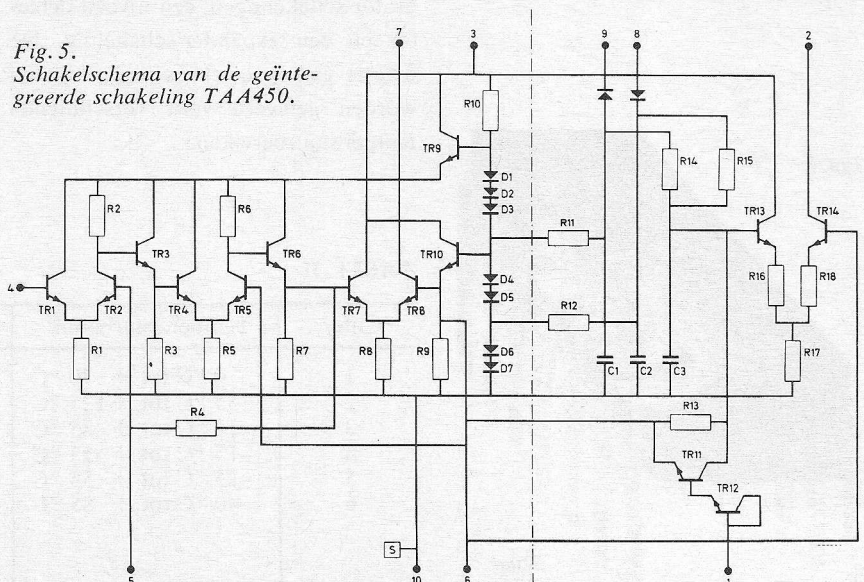 Fig. 5.
Schakelschema van de geïnte-
greerde schakeling TAA450.
7
3
9
8
2
R10
TR9
R14
R15
D1
D2
D3
R2
R6
R11
TR13
TR14
TR3
TR6
TR10
R16
R18
4
D4
D5
TR1
TR2
TR4
TR5
TR7
TR8
R12
R1
R3
R5
R7
R8
R9
D6
D7
C1
C2
C3
R17
R4
R13
TR11
TR12
S
5
10
6
1